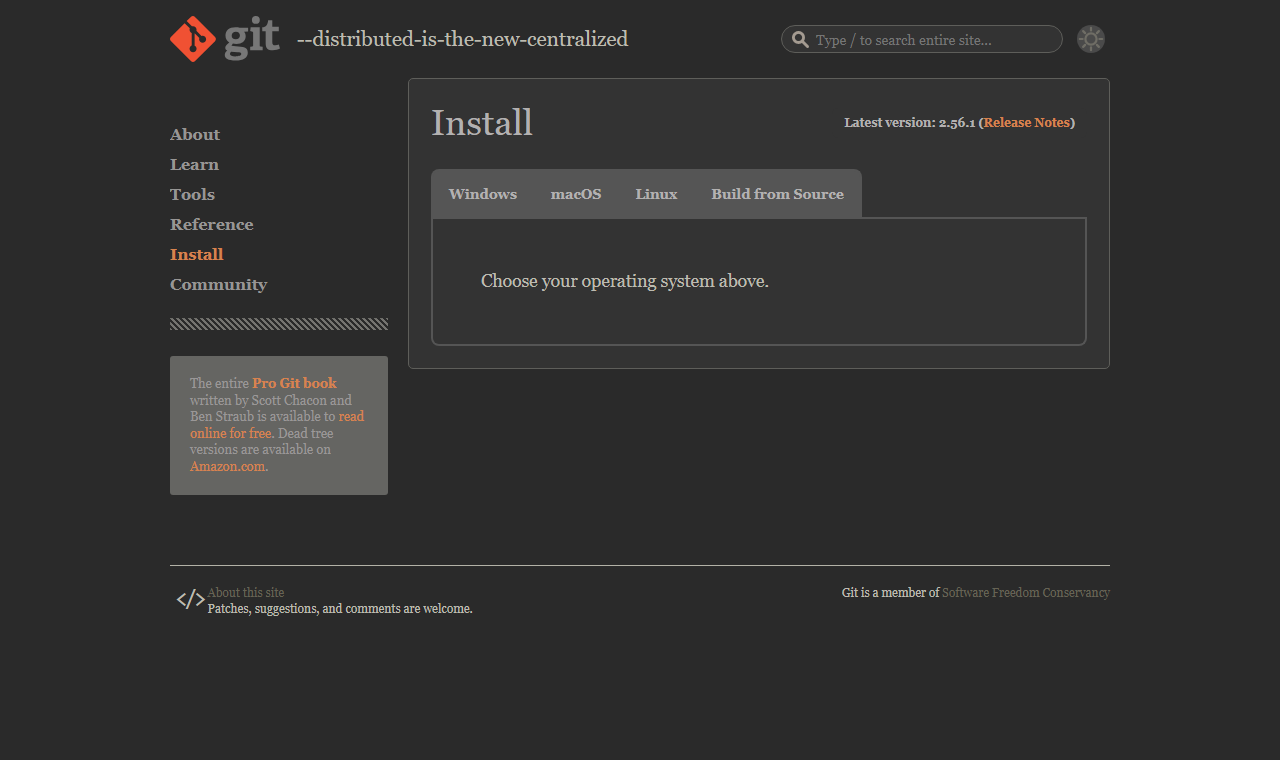 git --distributed-is-the-new-centralized
Type / to search entire site...
About
Learn
Tools
Reference
Install
Community
The entire Pro Git book
written by Scott Chacon and
Ben Straub is available to read
online for free. Dead tree
versions are available on
Amazon.com.
Install
Latest version: 2.56.1 (Release Notes)
Windows macOS Linux Build from Source
Choose your operating system above.
</> About this site
Patches, suggestions, and comments are welcome.
Git is a member of Software Freedom Conservancy